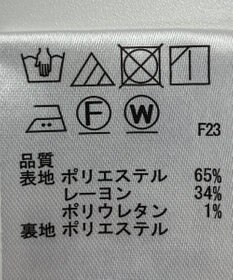 F W
F23
品質
表地 ポリエステル 65%
レーヨン 34%
ポリウレタン 1%
裏地 ポリエステル